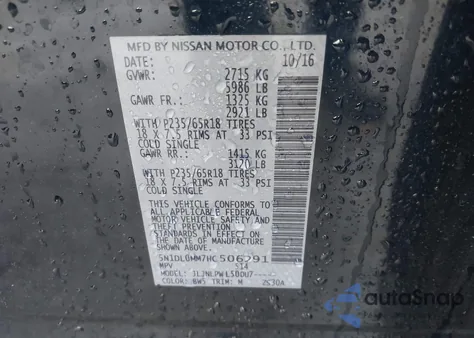 MFD BY NISSAN MOTOR CO., LTD.
DATE: 10/16
GVWR: 2715 KG
5986 LB
GAWR FR.: 1325 KG
2921 LB
WITH P235/65R18 TIRES
18 X 7.5 RIMS AT 33 PSI
COLD SINGLE
GAWR RR.: 1415 KG
3120 LB
WITH P235/65R18 TIRES
18 X 7.5 RIMS AT 33 PSI
COLD SINGLE
THIS VEHICLE CONFORMS TO
ALL APPLICABLE FEDERAL
MOTOR VEHICLE SAFETY
STANDARDS IN EFFECT ON
THEFT PREVENTION
THE DATE OF MANUFACTURE
SHOWN ABOVE.
5N1DL0MM7HC506291
MPV
MODEL:
COLOR: BW5 TRIM: M
autoSnap